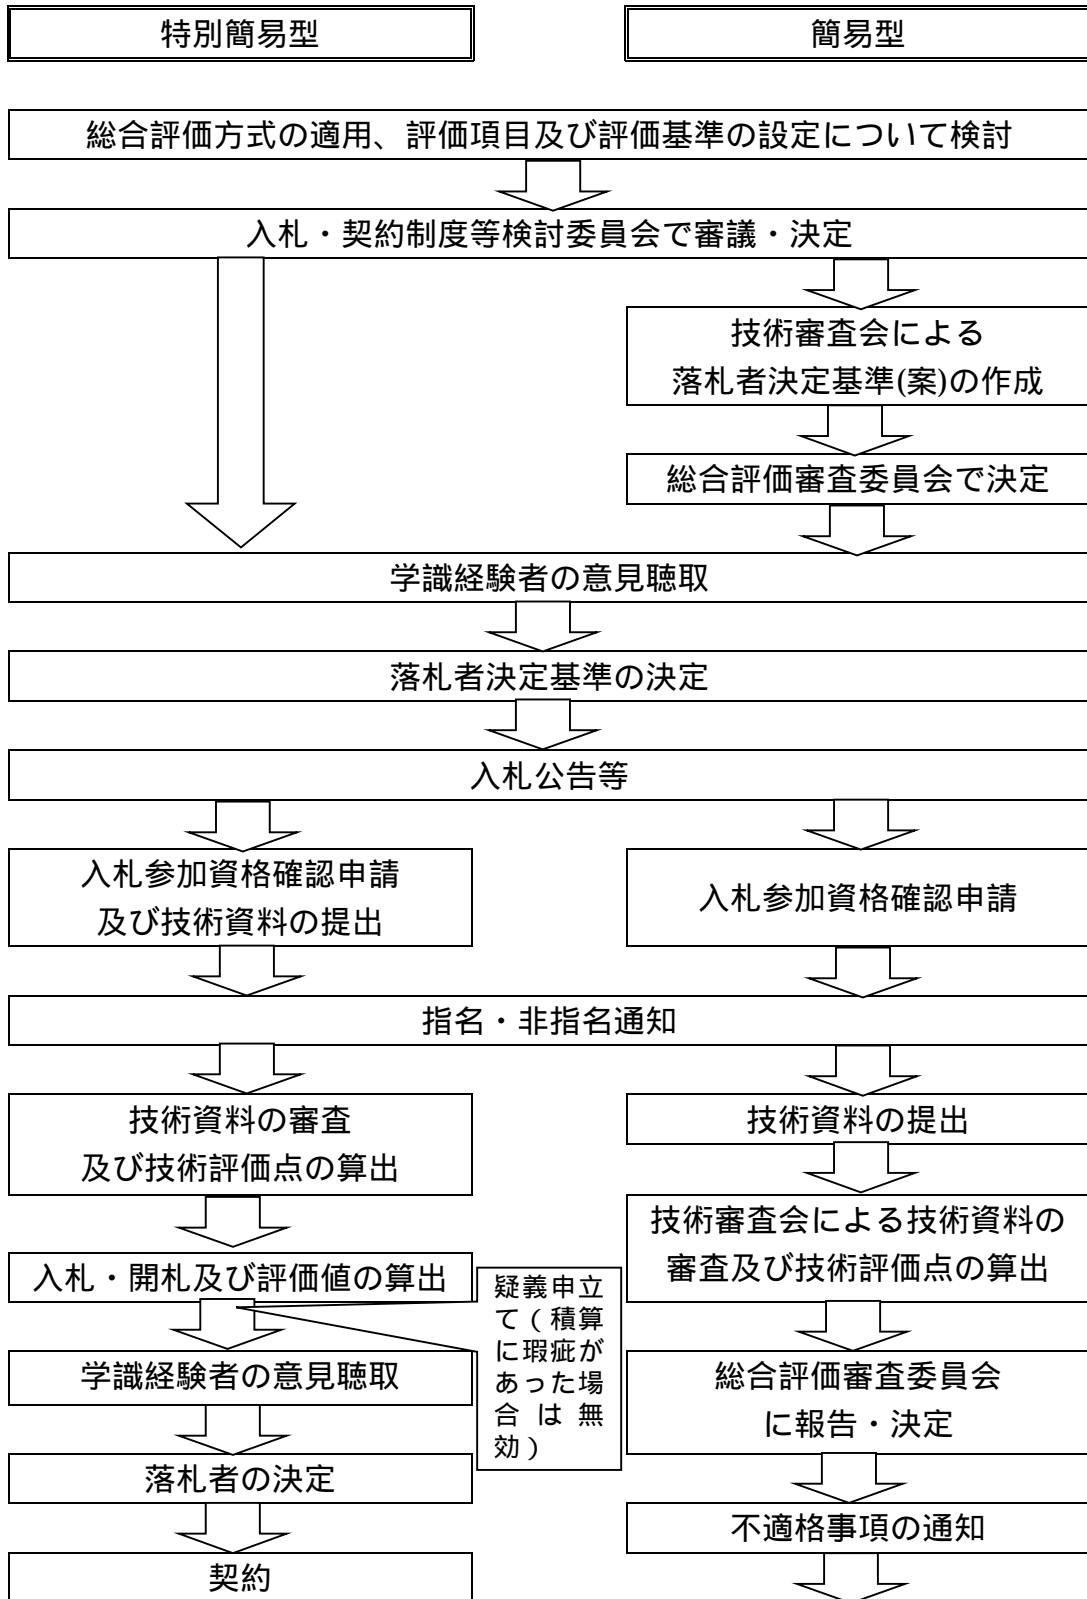 特別簡易型
簡易型
総合評価方式の適用、評価項目及び評価基準の設定について検討
入札・契約制度等検討委員会で審議・決定
技術審査会による
落札者決定基準(案)の作成
総合評価審査委員会で決定
学識経験者の意見聴取
落札者決定基準の決定
入札公告等
入札参加資格確認申請
及び技術資料の提出
入札参加資格確認申請
指名・非指名通知
技術資料の審査
及び技術評価点の算出
技術資料の提出
技術審査会による技術資料の
審査及び技術評価点の算出
入札・開札及び評価値の算出
疑義申立
て(積算
に瑕疵が
あった場
合は無
効)
学識経験者の意見聴取
総合評価審査委員会
に報告・決定
落札者の決定
不適格事項の通知
契約